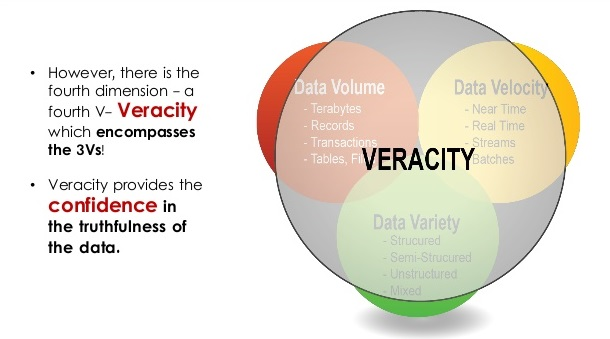 • However, there is the
fourth dimension – a
fourth V– Veracity
which encompasses
the 3Vs!
• Veracity provides the
confidence in
the truthfulness of
the data.
Data Volume
- Terabytes
- Records
- Transactions
- Tables, Fil
Data Velocity
- Near Time
- Real Time
- Streams
- Batches
VERACITY
Data Variety
- Strucured
- Semi-Strucured
- Unstructured
- Mixed